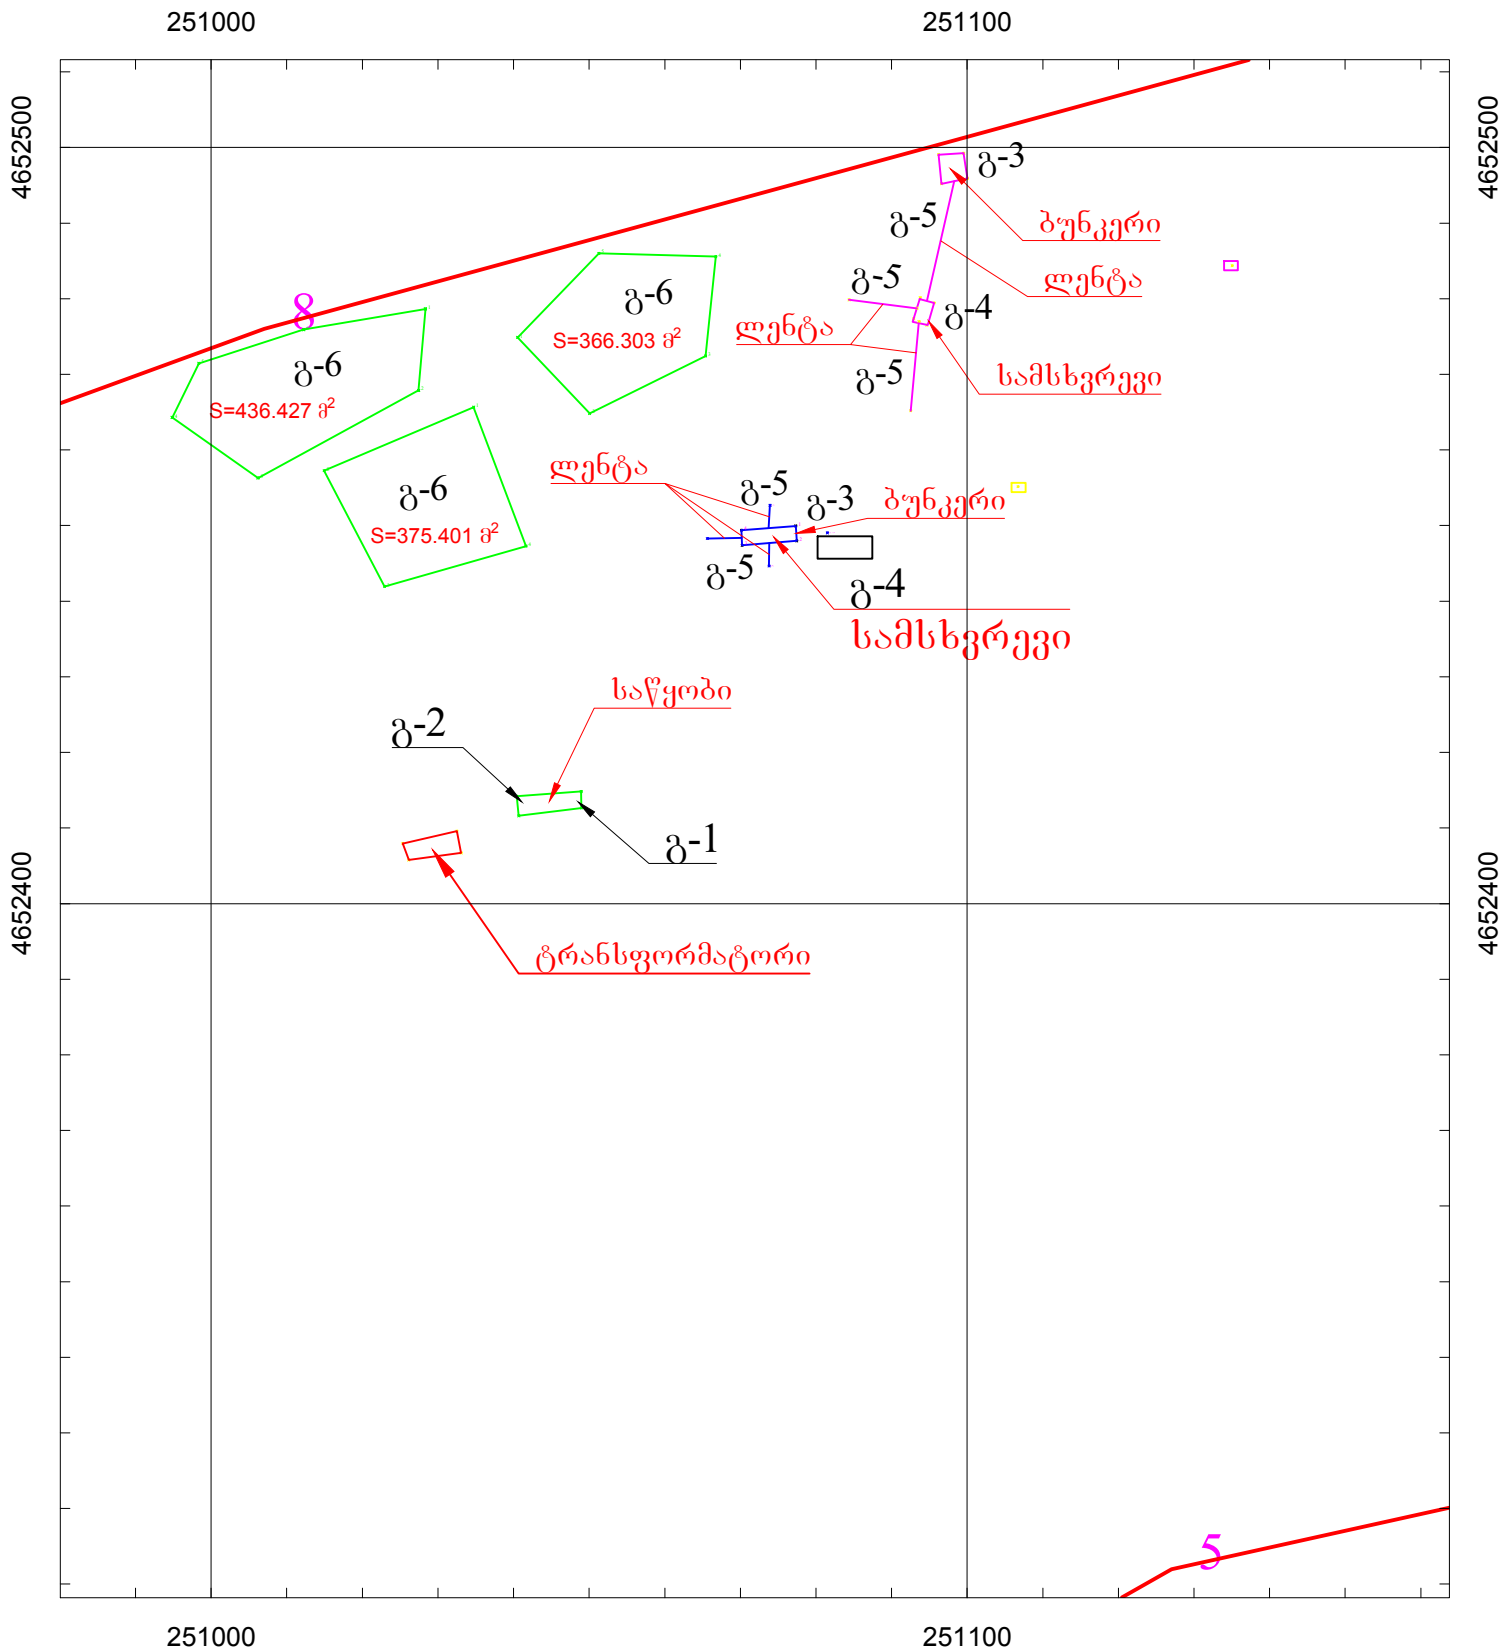 251000
251100
4652500
4652500
გ-3
გ-5
ბუნკერი
ლენტა
გ-5
გ-6
8
გ-4
S=366.303 მ²
ლენტა
გ-6
გ-5
სამსხვრევი
S=436.427 მ²
ლენტა
გ-6
გ-5
გ-3
ბუნკერი
S=375.401 მ²
გ-5
გ-4
სამსხვრევი
საწყობი
გ-2
გ-1
4652400
4652400
ტრანსფორმატორი
5
251000
251100